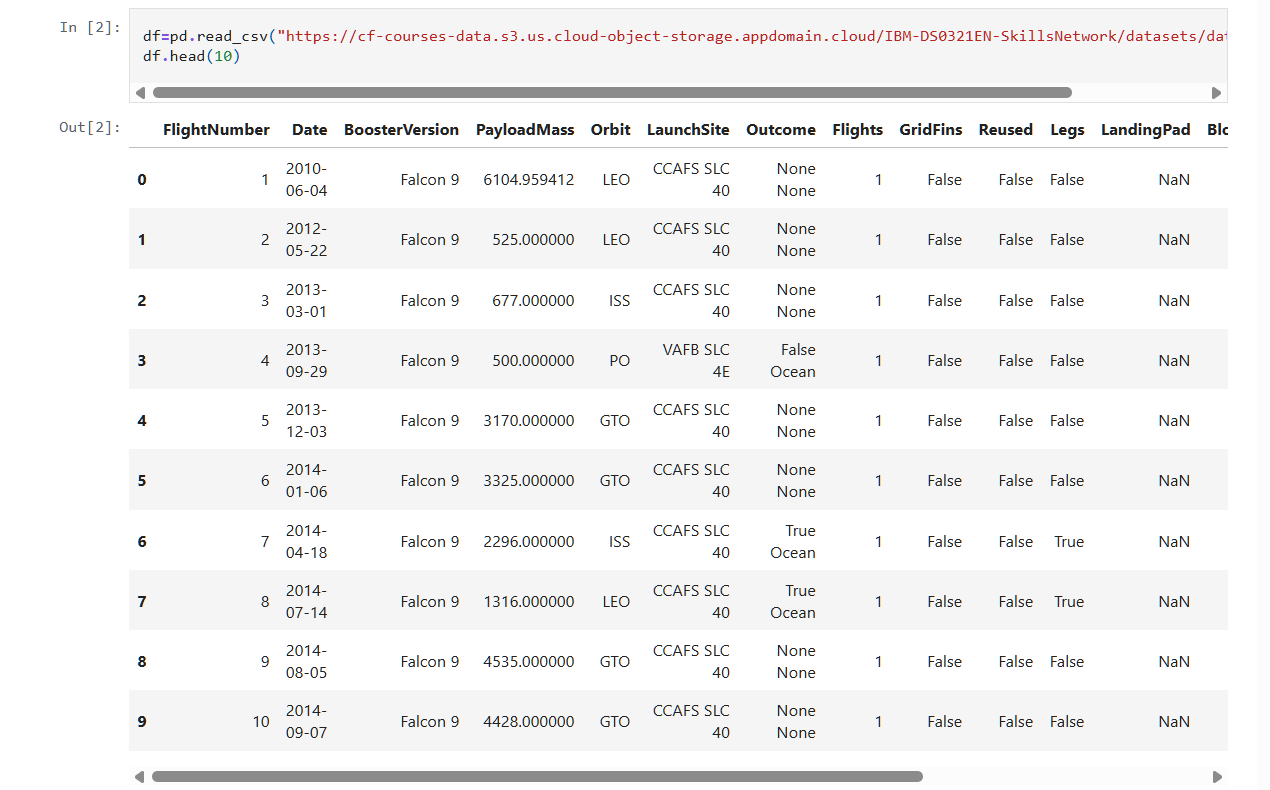 In [2]:
df=pd.read_csv("https://cf-courses-data.s3.us.cloud-object-storage.appdomain.cloud/IBM-DS0321EN-SkillsNetwork/datasets/dat
df.head(10)
Out[2]:
FlightNumber Date BoosterVersion PayloadMass Orbit LaunchSite Outcome Flights GridFins Reused Legs LandingPad Blo
0 1 2010-06-04 Falcon 9 6104.959412 LEO CCAFS SLC 40 None None 1 False False False NaN
1 2 2012-05-22 Falcon 9 525.000000 LEO CCAFS SLC 40 None None 1 False False False NaN
2 3 2013-03-01 Falcon 9 677.000000 ISS CCAFS SLC 40 None None 1 False False False NaN
3 4 2013-09-29 Falcon 9 500.000000 PO VAFB SLC 4E False Ocean 1 False False False NaN
4 5 2013-12-03 Falcon 9 3170.000000 GTO CCAFS SLC 40 None None 1 False False False NaN
5 6 2014-01-06 Falcon 9 3325.000000 GTO CCAFS SLC 40 None None 1 False False False NaN
6 7 2014-04-18 Falcon 9 2296.000000 ISS CCAFS SLC 40 True Ocean 1 False False True NaN
7 8 2014-07-14 Falcon 9 1316.000000 LEO CCAFS SLC 40 True Ocean 1 False False True NaN
8 9 2014-08-05 Falcon 9 4535.000000 GTO CCAFS SLC 40 None None 1 False False False NaN
9 10 2014-09-07 Falcon 9 4428.000000 GTO CCAFS SLC 40 None None 1 False False False NaN